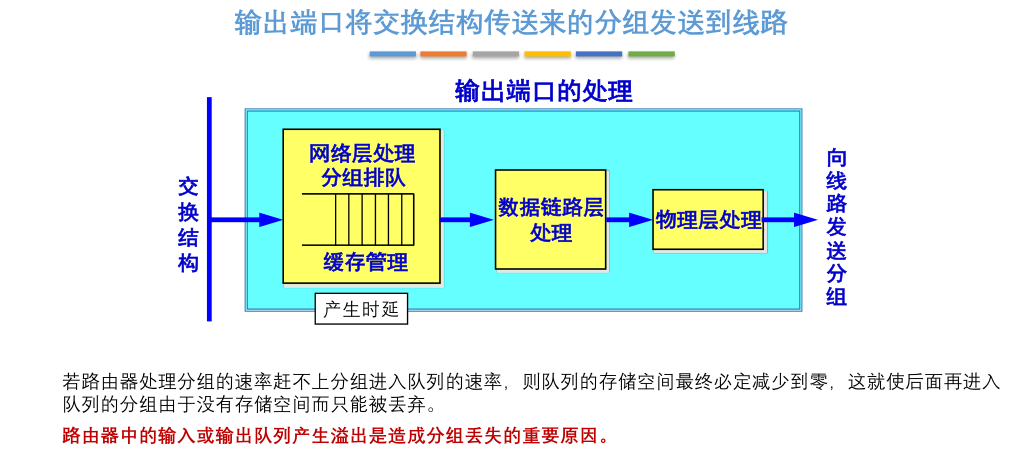 输出端口将交换结构传送来的分组发送到线路
输出端口的处理
交换结构
网络层处理
分组排队
缓存管理
产生时延
数据链路层
处理
物理层处理
向线路发送分组
若路由器处理分组的速率赶不上分组进入队列的速率，则队列的存储空间最终必定减少到零，这就使后面再进入
队列的分组由于没有存储空间而只能被丢弃。
路由器中的输入或输出队列产生溢出是造成分组丢失的重要原因。